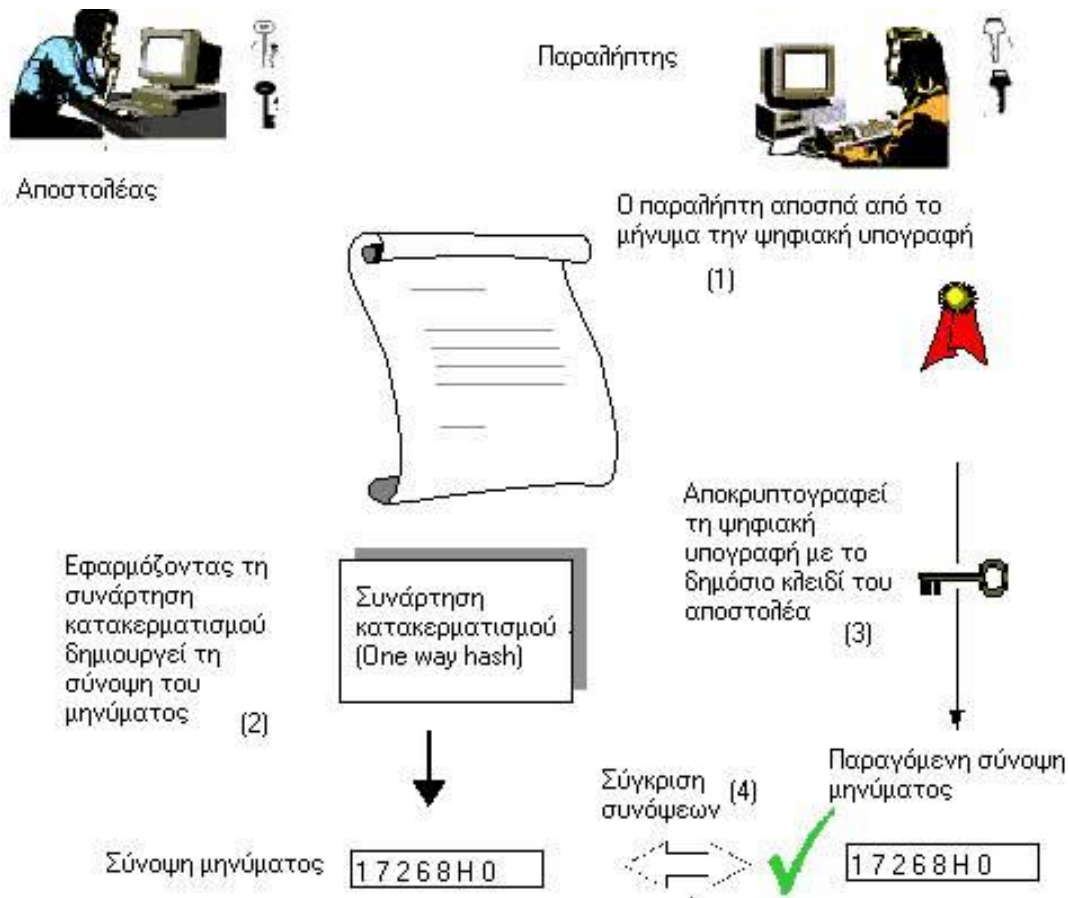 Παραλήπτης
Αποστολέας
Ο παραλήπτη αποσπά από το
μήνυμα την ψηφιακή υπογραφή
(1)
Αποκρυπτογραφεί
τη ψηφιακή
υπογραφή με το
δημόσιο κλειδί του
αποστολέα
(3)
Εφαρμόζοντας τη
συνάρτηση
κατακερματισμού
δημιουργεί τη
σύνοψη του
μηνύματος
(2)
Συνάρτηση
κατακερματισμού
(One way hash)
Παραγόμενη σύνοψη
μηνύματος
Σύγκριση
συνόψεων
(4)
Σύνοψη μηνύματος
17268H0
17268H0